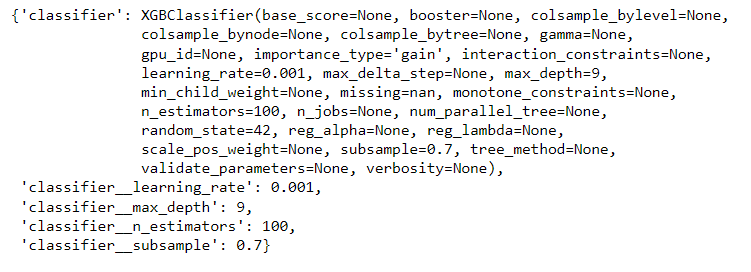 {'classifier': XGBClassifier(base_score=None, booster=None, colsample_bylevel=None,
colsample_bynode=None, colsample_bytree=None, gamma=None,
gpu_id=None, importance_type='gain', interaction_constraints=None,
learning_rate=0.001, max_delta_step=None, max_depth=9,
min_child_weight=None, missing=nan, monotone_constraints=None,
n_estimators=100, n_jobs=None, num_parallel_tree=None,
random_state=42, reg_alpha=None, reg_lambda=None,
scale_pos_weight=None, subsample=0.7, tree_method=None,
validate_parameters=None, verbosity=None),
'classifier__learning_rate': 0.001,
'classifier__max_depth': 9,
'classifier__n_estimators': 100,
'classifier__subsample': 0.7}